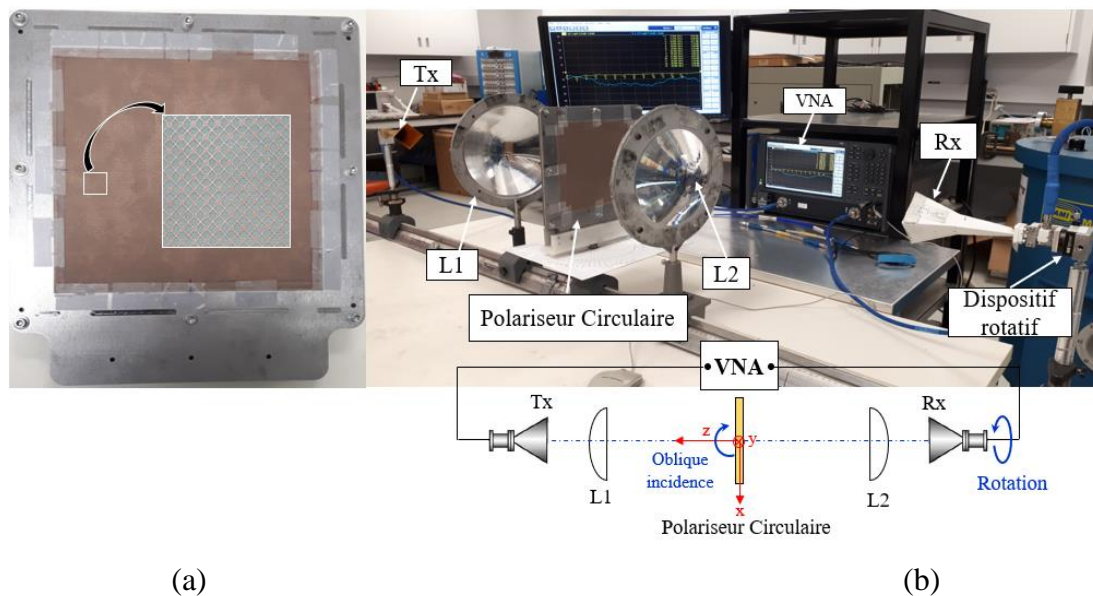 Tx
VNA
Rx
L1
L2
Polariseur Circulaire
Dispositif
rotatif
• VNA •
Tx
Rx
z
y
Oblique
incidence
x
L1
L2
Rotation
Polariseur Circulaire
(a)
(b)